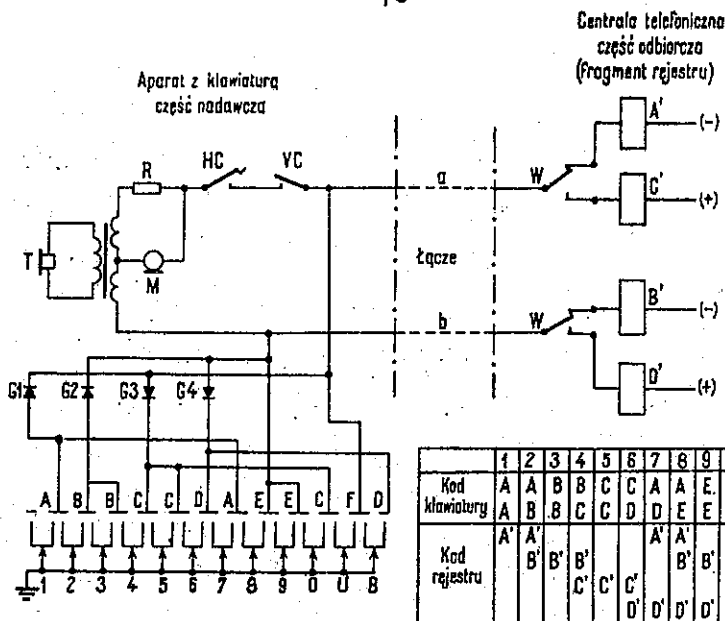 Centrala telefoniczna
część odbiorcza
(fragment rejestru)
Aparat z klawiaturą
część nadawcza
A'
(-)
HC
VC
R
a
W
C'
(+)
T
M
Łącze
B'
(-)
b
W
D'
(+)
G1 G2 G3 G4
A B B C C D A E E C F D
1 2 3 4 5 6 7 8 9 0 U B
1 2 3 4 5 6 7 8 9
Kod klawiatury
A A B B C C A A E
A B B C C D D E E
Kod rejestru
A' A' A' A'
B' B' B' B' B'
C' C' C'
D' D' D'